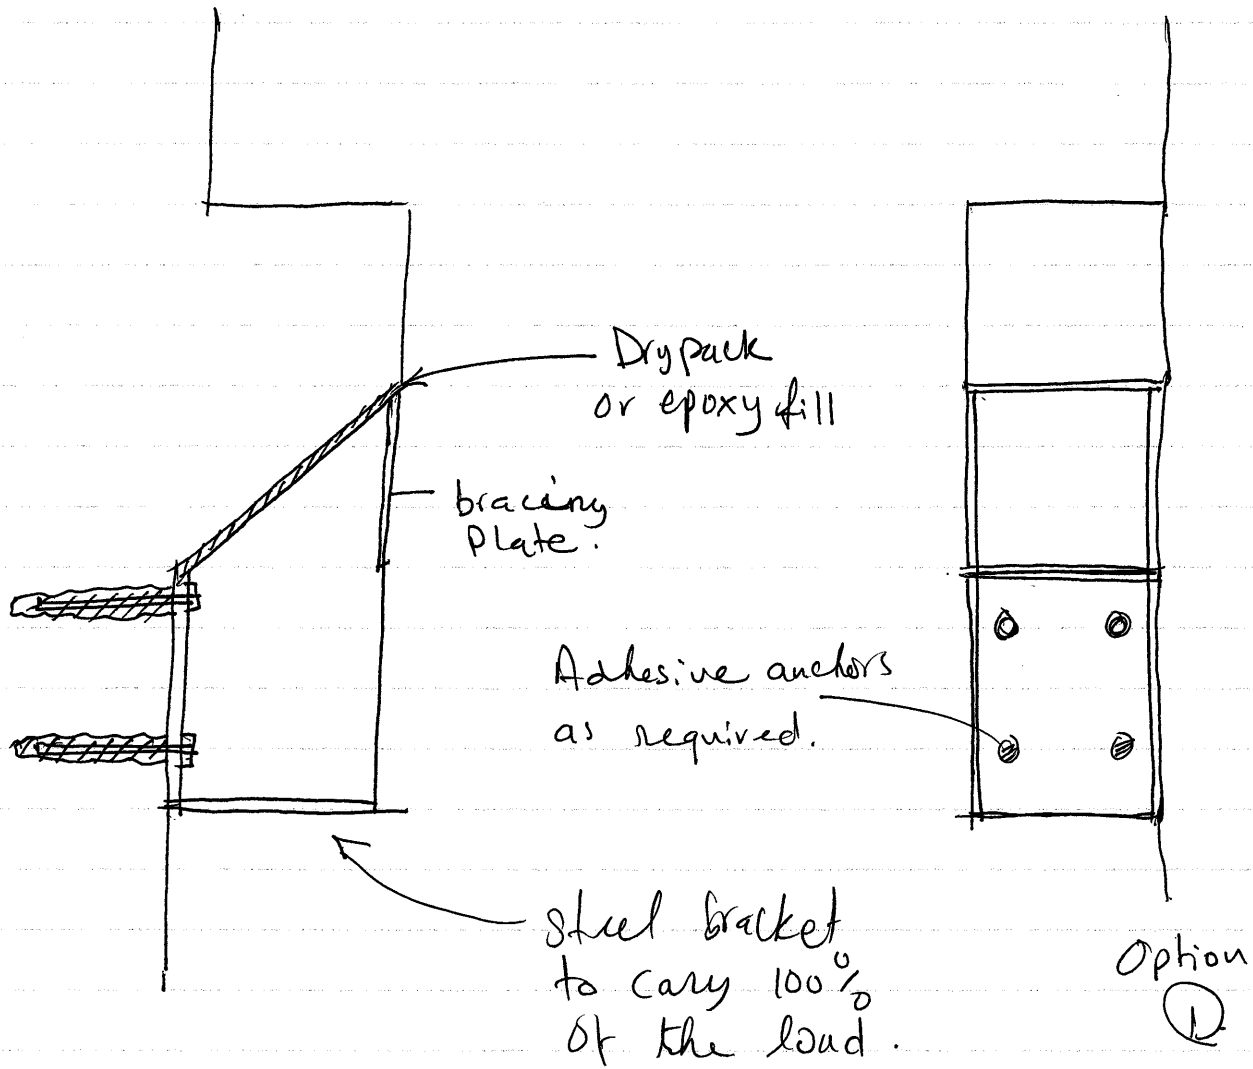 Drypack
or epoxy fill
bracing
plate.
Adhesive anchors
as required.
steel bracket
to cary 100%
of the load.
Option
1